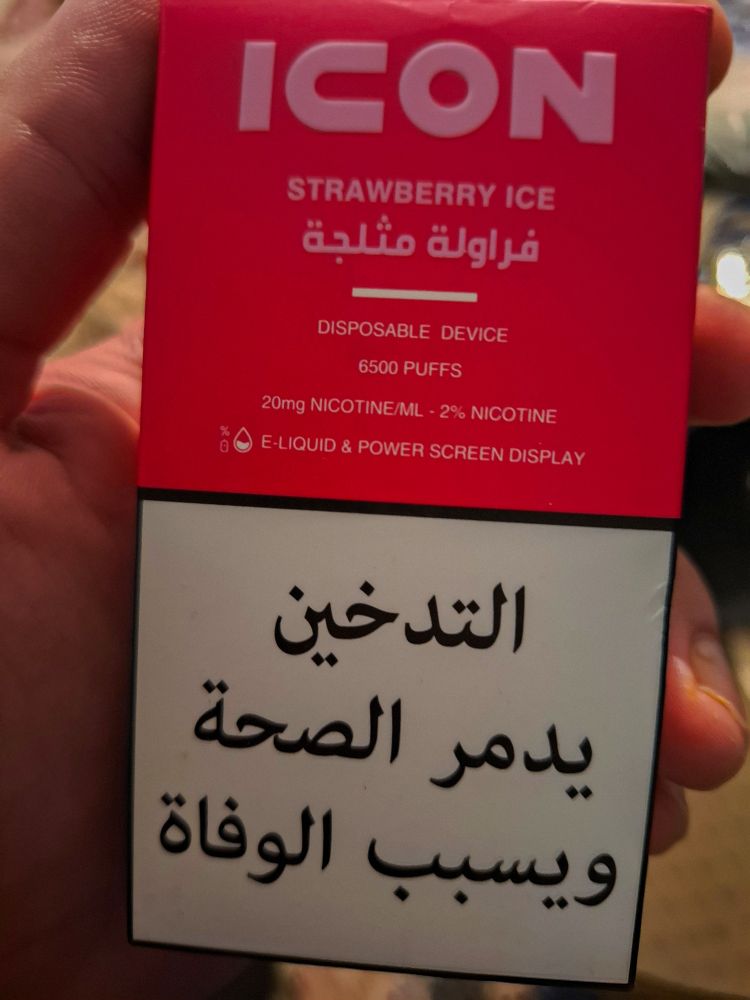 ICON
STRAWBERRY ICE
فراولة مثلجة
DISPOSABLE DEVICE
6500 PUFFS
20mg NICOTINE/ML - 2% NICOTINE
% E-LIQUID & POWER SCREEN DISPLAY
التدخين
يدمر الصحة
ويسبب الوفاة